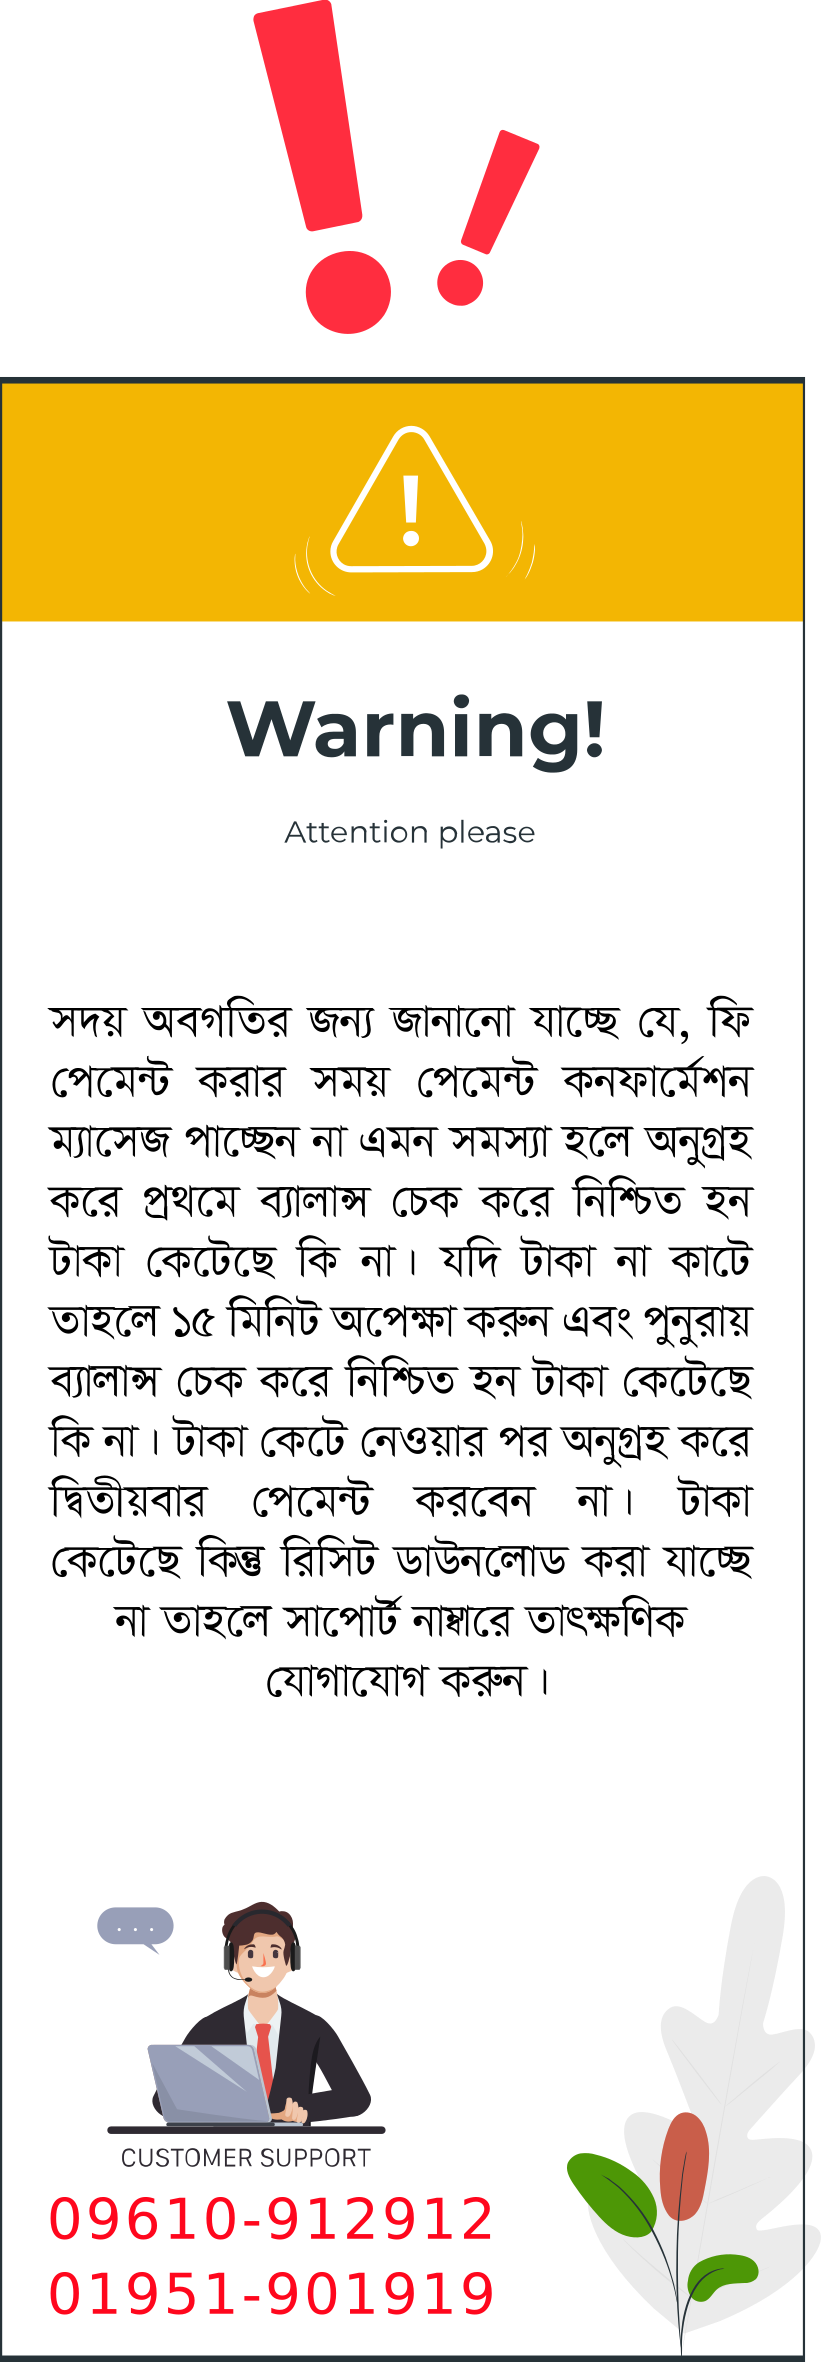 Warning!
Attention please
সদয় অবগতির জন্য জানানো যাচ্ছে যে, ফি
পেমেন্ট করার সময় পেমেন্ট কনফার্মেশন
ম্যাসেজ পাচ্ছেন না এমন সমস্যা হলে অনুগ্রহ
করে প্রথমে ব্যালান্স চেক করে নিশ্চিত হন
টাকা কেটেছে কি না। যদি টাকা না কাটে
তাহলে ১৫ মিনিট অপেক্ষা করুন এবং পুনুরায়
ব্যালান্স চেক করে নিশ্চিত হন টাকা কেটেছে
কি না। টাকা কেটে নেওয়ার পর অনুগ্রহ করে
দ্বিতীয়বার পেমেন্ট করবেন না। টাকা
কেটেছে কিন্তু রিসিট ডাউনলোড করা যাচ্ছে
না তাহলে সাপোর্ট নাম্বারে তাৎক্ষণিক
যোগাযোগ করুন।
CUSTOMER SUPPORT
09610-912912
01951-901919